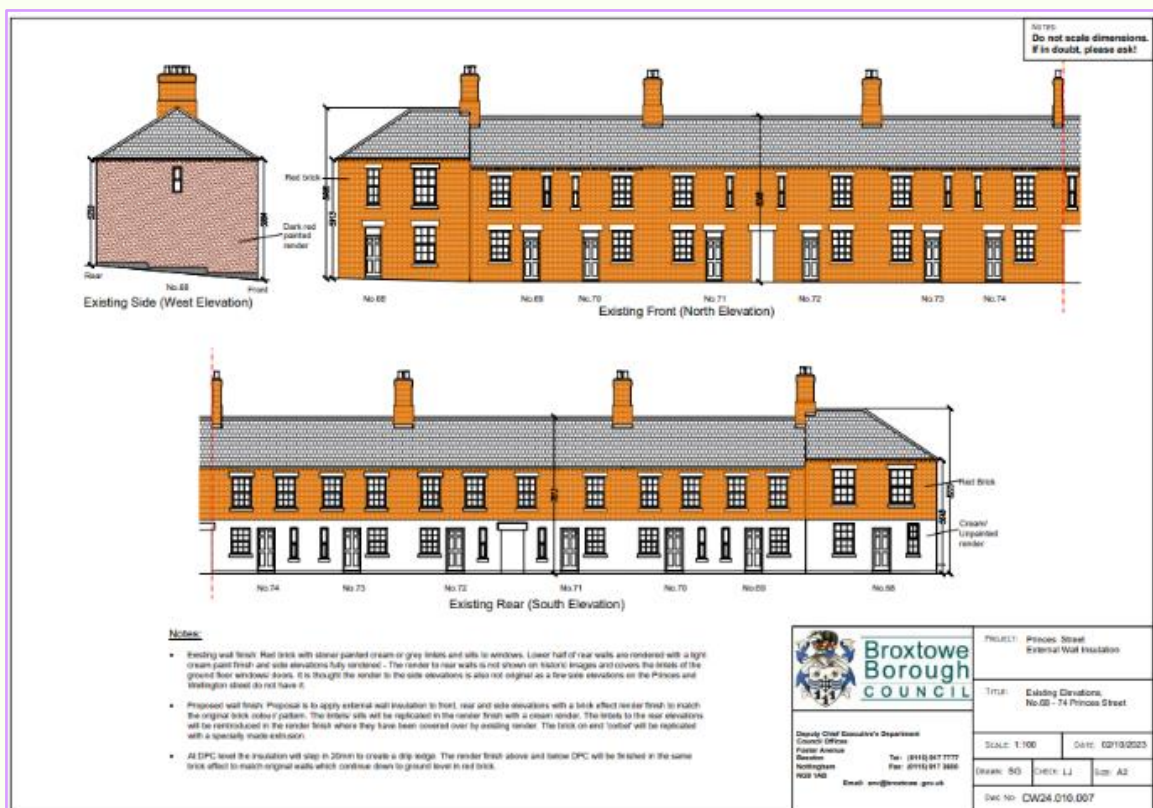 NOTES:
Do not scale dimensions.
If in doubt, please ask!
Red brick
Dark red
painted
render
Rear
No.68
Front
Existing Side (West Elevation)
No.68
No.69
No.70
No.71
No.72
No.73
No.74
Existing Front (North Elevation)
Red Brick
Cream/
Unpainted
render
No.74
No.73
No.72
No.71
No.70
No.69
No.68
Existing Rear (South Elevation)
Notes:
• Existing wall finish: Red brick with stone/ painted cream or grey lintels and sills to windows. Lower half of rear walls are rendered with a light
cream paint finish and side elevations fully rendered - The render to rear walls is not shown on historic images and covers the lintels of the
ground floor windows/ doors. It is thought the render to the side elevations is also not original as a few side elevations on the Princes and
Wellington street do not have it.
• Proposed wall finish: Proposal is to apply external wall insulation to front, rear and side elevations with a brick effect render finish to match
the original brick colour/ pattern. The lintels/ sills will be replicated in the render finish with a cream render. The lintels to the rear elevations
will be reintroduced in the render finish where they have been covered over by existing render. The brick on end 'corbel' will be replicated
with a specially made extrusion.
• At DPC level the insulation will step in 20mm to create a drip ledge. The render finish above and below DPC will be finished in the same
brick effect to match original walls which continue down to ground level in red brick.
Broxtowe
Borough
COUNCIL
Deputy Chief Executive's Department
Council Offices
Foster Avenue
Beeston
Nottingham
NG9 1AB
Tel: (0115) 917 7777
Fax: (0115) 917
Email:
PROJECT: Princes Street
External Wall Insulation
TITLE: Existing Elevations,
No.68 - 74 Princes Street
SCALE: 1:100
DATE: 02/10/2023
DRAWN: SG
CHECK: LJ
SIZE: A3
DWG No: CW24.016.007